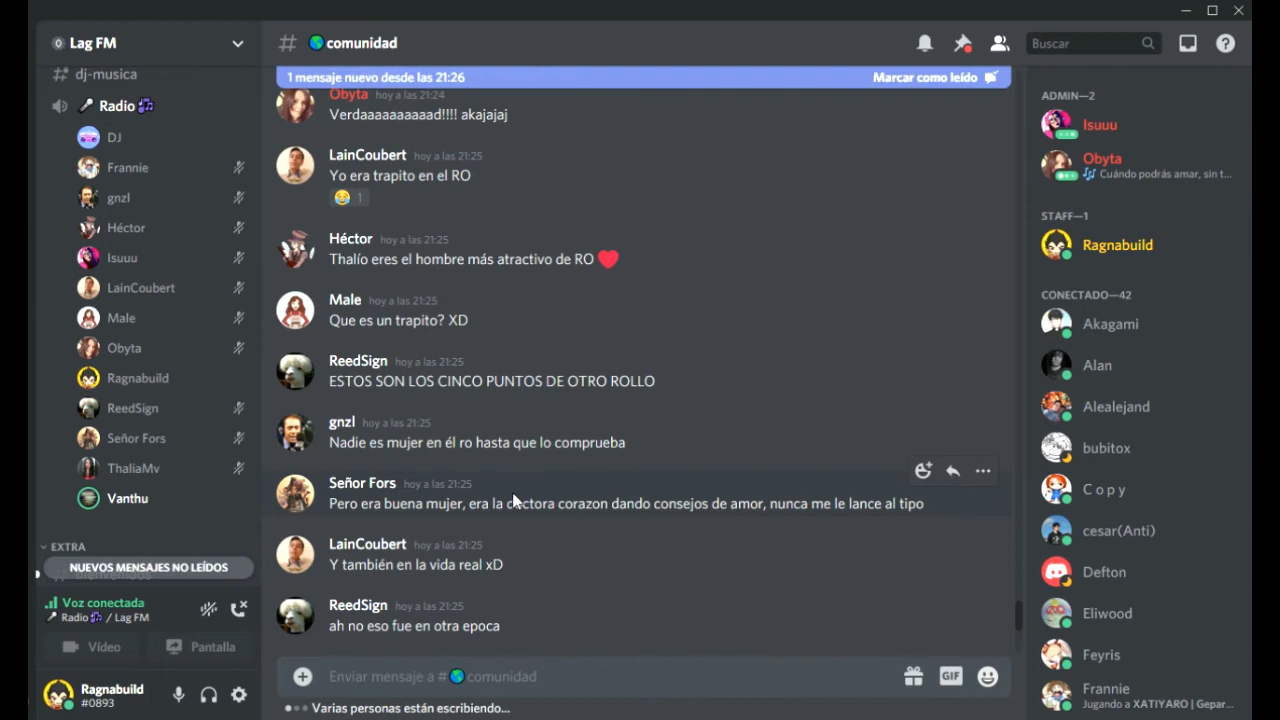 Lag FM
dj-musica
Radio
DJ
Frannie
gnzl
Héctor
Isuuu
LainCoubert
Male
Obyta
Ragnabuild
ReedSign
Señor Fors
ThaliaMv
Vanthu
EXTRA
NUEVOS MENSAJES NO LEÍDOS
Voz conectada
Radio / Lag FM
Vídeo
Pantalla
Ragnabuild
#0893
comunidad
Buscar
1 mensaje nuevo desde las 21:26
Marcar como leído
Obyta hoy a las 21:24
Verdaaaaaaaaaad!!!! akajajaj
LainCoubert hoy a las 21:25
Yo era trapito en el RO
1
Héctor hoy a las 21:25
Thalío eres el hombre más atractivo de RO
Male hoy a las 21:25
Que es un trapito? XD
ReedSign hoy a las 21:25
ESTOS SON LOS CINCO PUNTOS DE OTRO ROLLO
gnzl hoy a las 21:25
Nadie es mujer en él ro hasta que lo comprueba
Señor Fors hoy a las 21:25
Pero era buena mujer, era la doctora corazon dando consejos de amor, nunca me le lance al tipo
LainCoubert hoy a las 21:25
Y también en la vida real xD
ReedSign hoy a las 21:25
ah no eso fue en otra epoca
Enviar mensaje a # comunidad
GIF
Varias personas están escribiendo...
ADMIN—2
Isuuu
Obyta
Cuándo podrás amar, sin t...
STAFF—1
Ragnabuild
CONECTADO—42
Akagami
Alan
Alealejand
bubitox
C o p y
cesar(Anti)
Defton
Eliwood
Feyris
Frannie
Jugando a XATIYARO | Gepar...